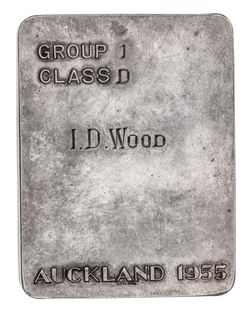 GROUP 1
CLASS D
I.D.WOOD
AUCKLAND 1955